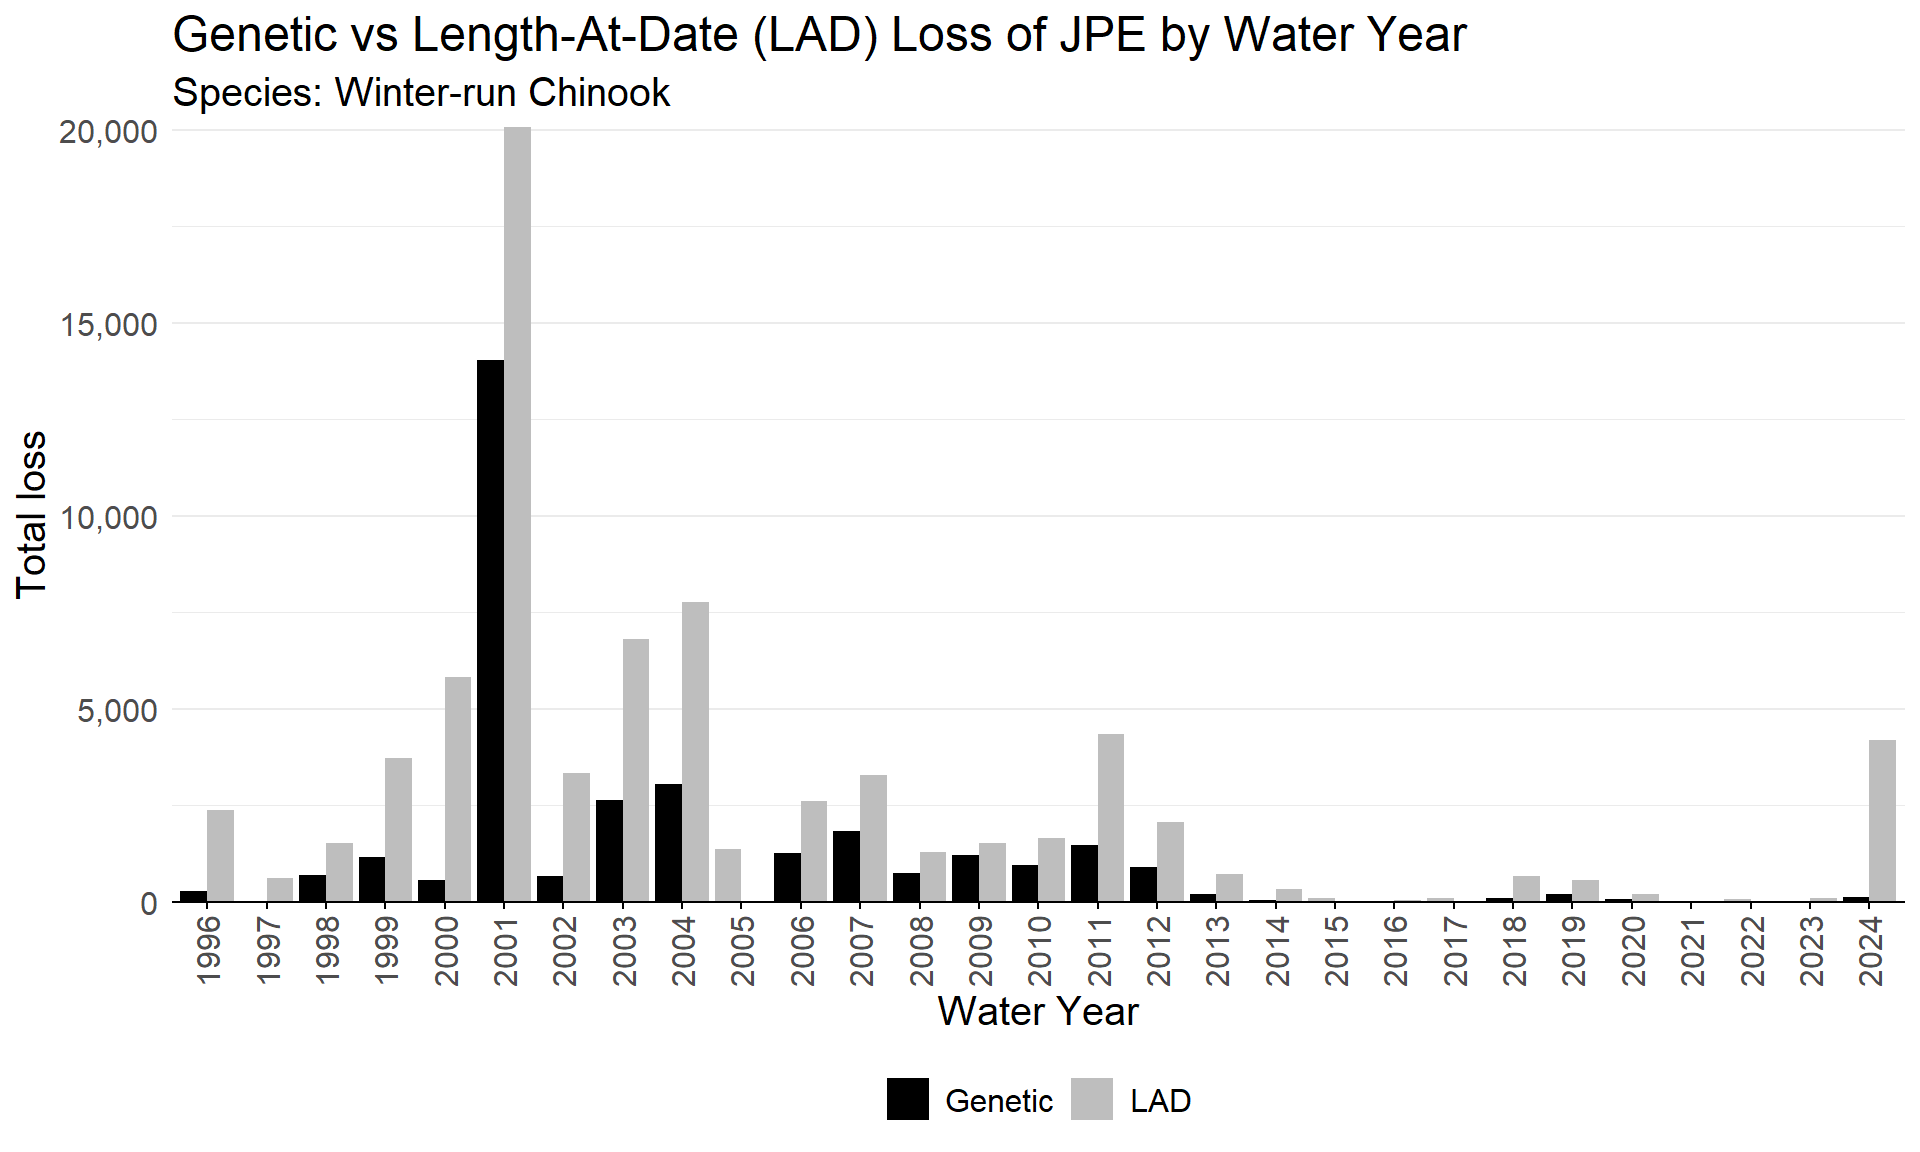 Genetic vs Length-At-Date (LAD) Loss of JPE by Water Year
Species: Winter-run Chinook
20,000
15,000
10,000
5,000
0
Total loss
1996 1997 1998 1999 2000 2001 2002 2003 2004 2005 2006 2007 2008 2009 2010 2011 2012 2013 2014 2015 2016 2017 2018 2019 2020 2021 2022 2023 2024
Water Year
Genetic LAD